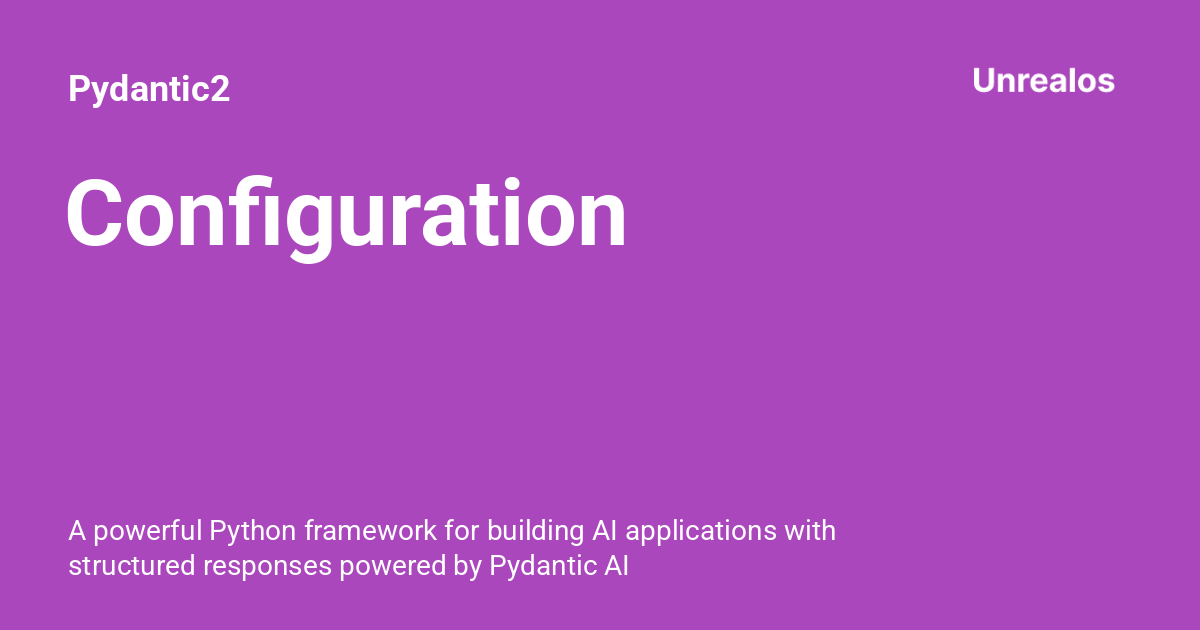 Pydantic2
Unrealos
Configuration
A powerful Python framework for building AI applications with
structured responses powered by Pydantic AI